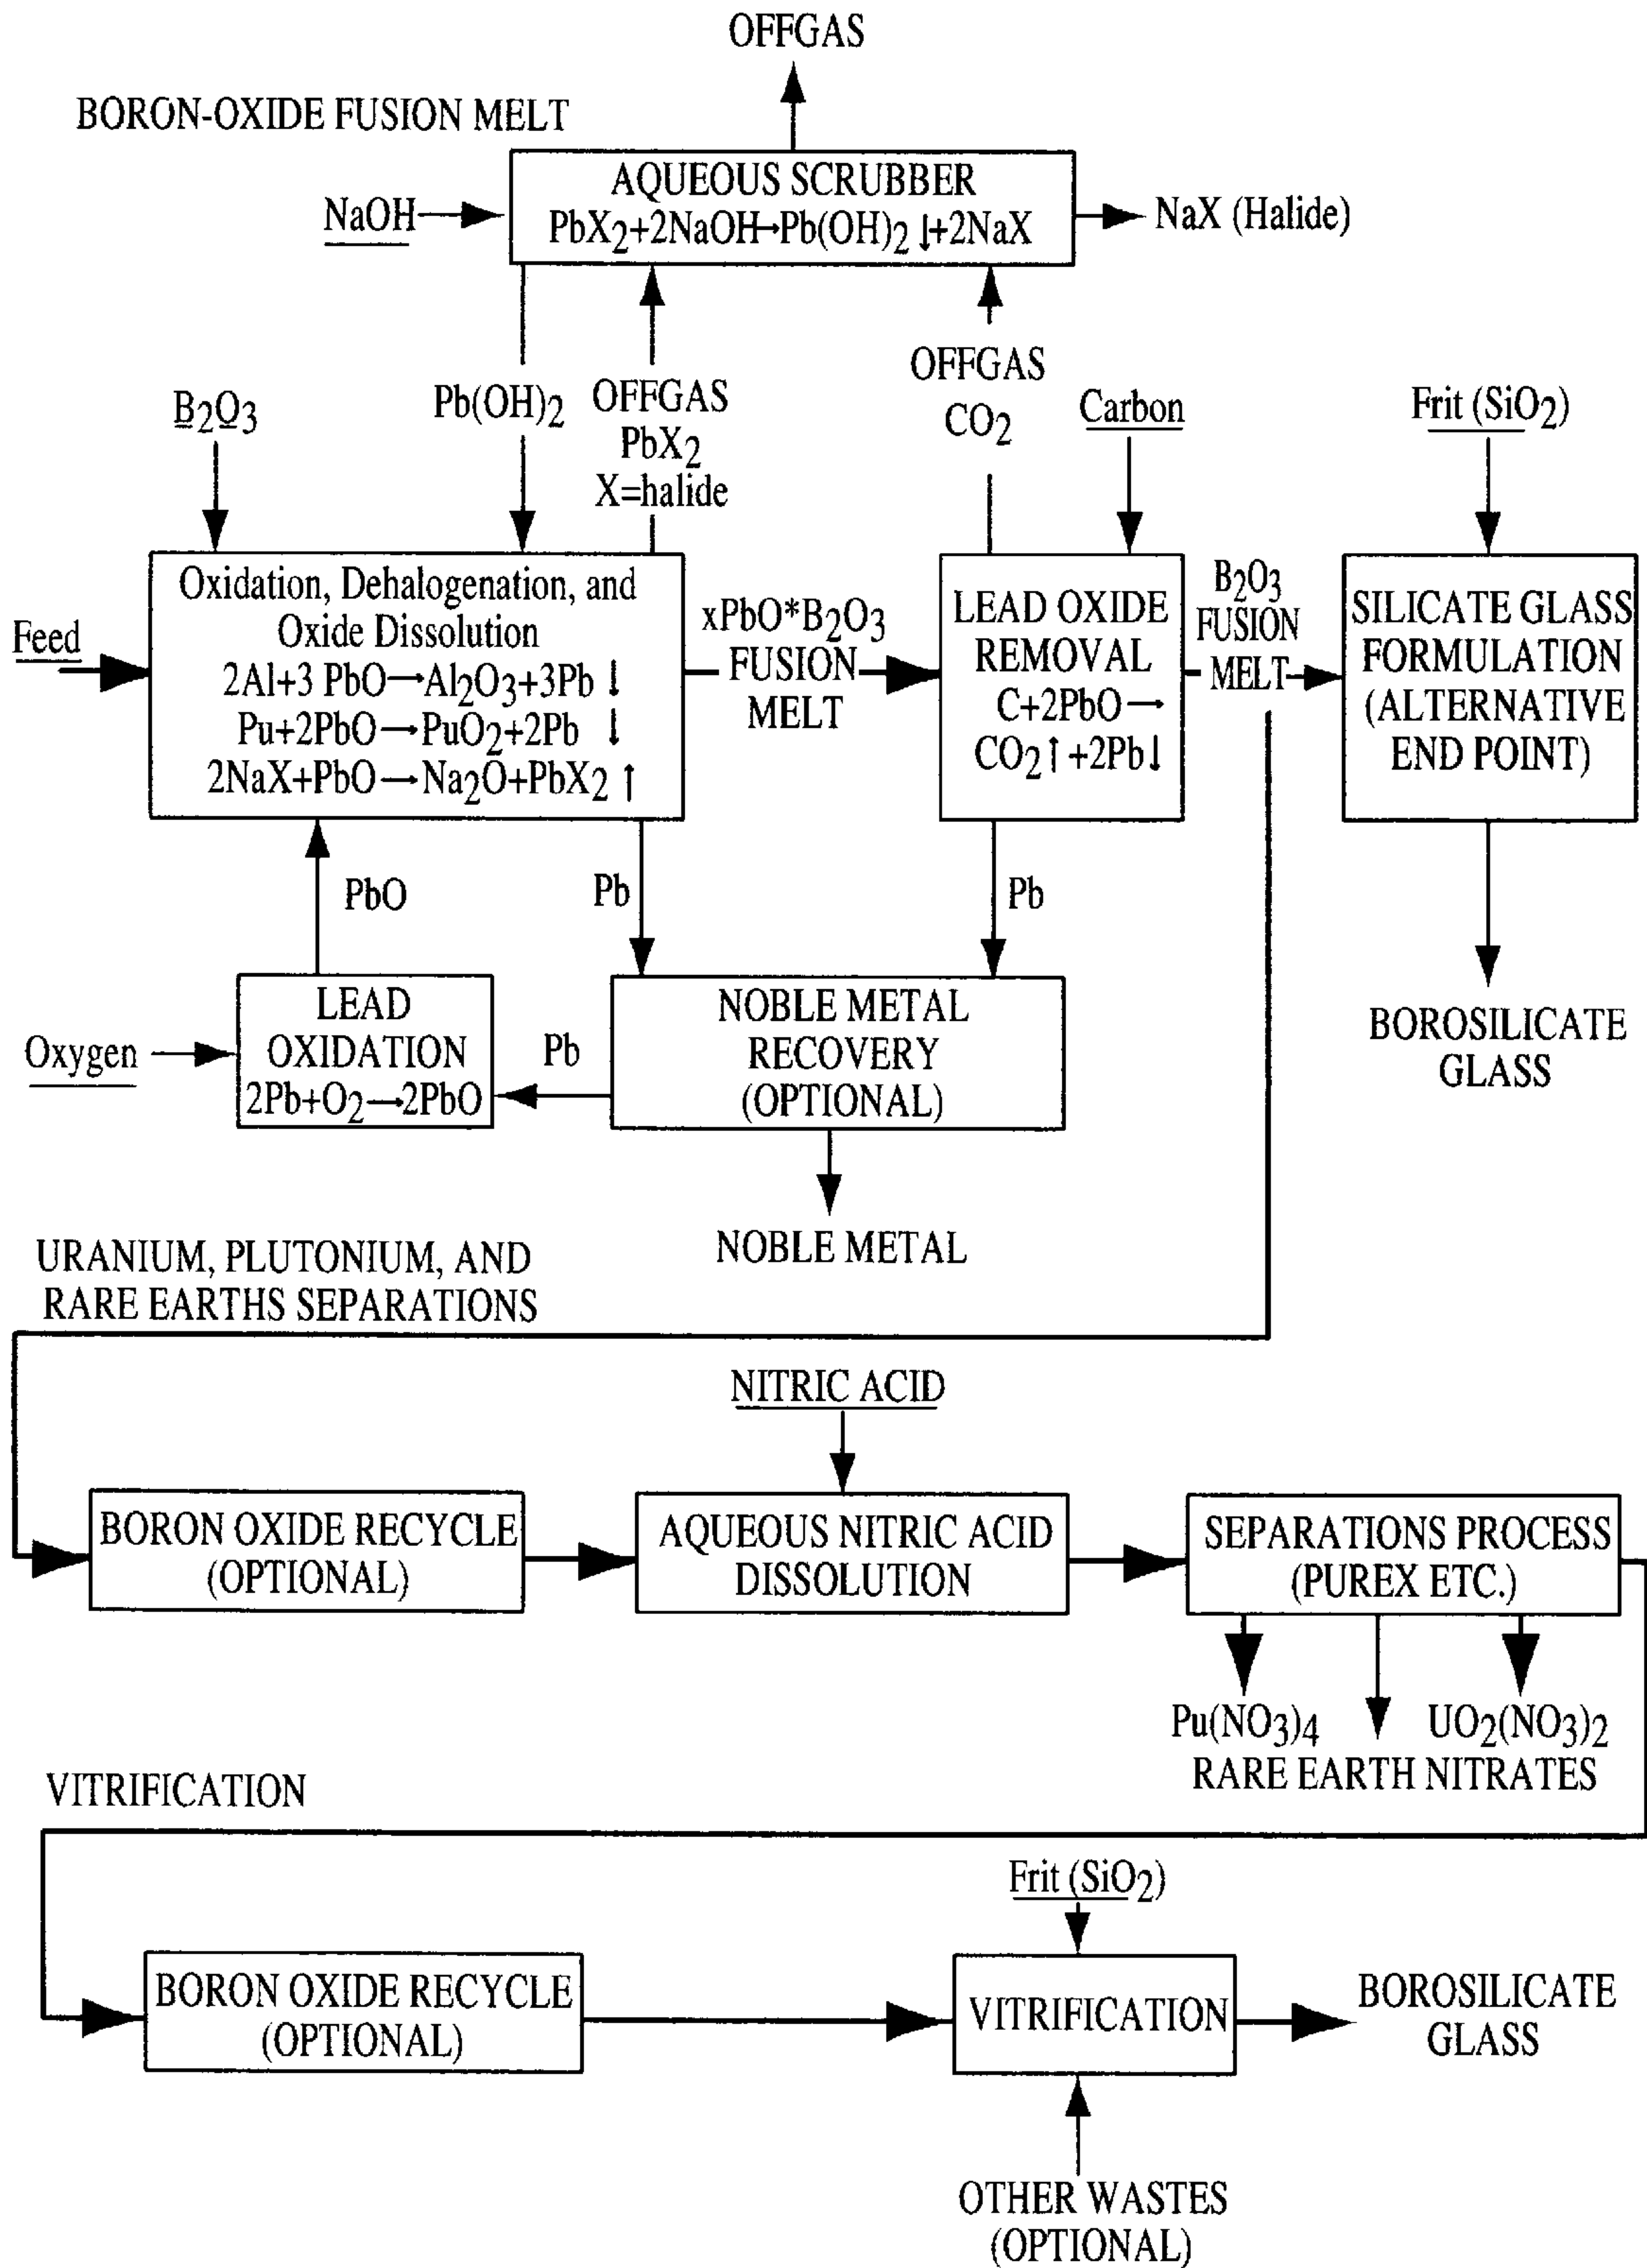 OFFGAS
BORON-OXIDE FUSION MELT
AQUEOUS SCRUBBER
PbX2+2NaOH→Pb(OH)2↓+2NaX
NaOH
NaX (Halide)
B2O3
Pb(OH)2
OFFGAS
PbX2
X=halide
OFFGAS
CO2
Carbon
Frit (SiO2)
Feed
Oxidation, Dehalogenation, and
Oxide Dissolution
2Al+3 PbO→Al2O3+3Pb ↓
Pu+2PbO→PuO2+2Pb ↓
2NaX+PbO→Na2O+PbX2 ↑
xPbO*B2O3
FUSION
MELT
LEAD OXIDE
REMOVAL
C+2PbO→
CO2↑+2Pb↓
B2O3
FUSION
MELT
SILICATE GLASS
FORMULATION
(ALTERNATIVE
END POINT)
PbO
Pb
Pb
Oxygen
LEAD
OXIDATION
2Pb+O2→2PbO
Pb
NOBLE METAL
RECOVERY
(OPTIONAL)
BOROSILICATE
GLASS
NOBLE METAL
URANIUM, PLUTONIUM, AND
RARE EARTHS SEPARATIONS
NITRIC ACID
BORON OXIDE RECYCLE
(OPTIONAL)
AQUEOUS NITRIC ACID
DISSOLUTION
SEPARATIONS PROCESS
(PUREX ETC.)
Pu(NO3)4
UO2(NO3)2
RARE EARTH NITRATES
VITRIFICATION
Frit (SiO2)
BORON OXIDE RECYCLE
(OPTIONAL)
VITRIFICATION
BOROSILICATE
GLASS
OTHER WASTES
(OPTIONAL)